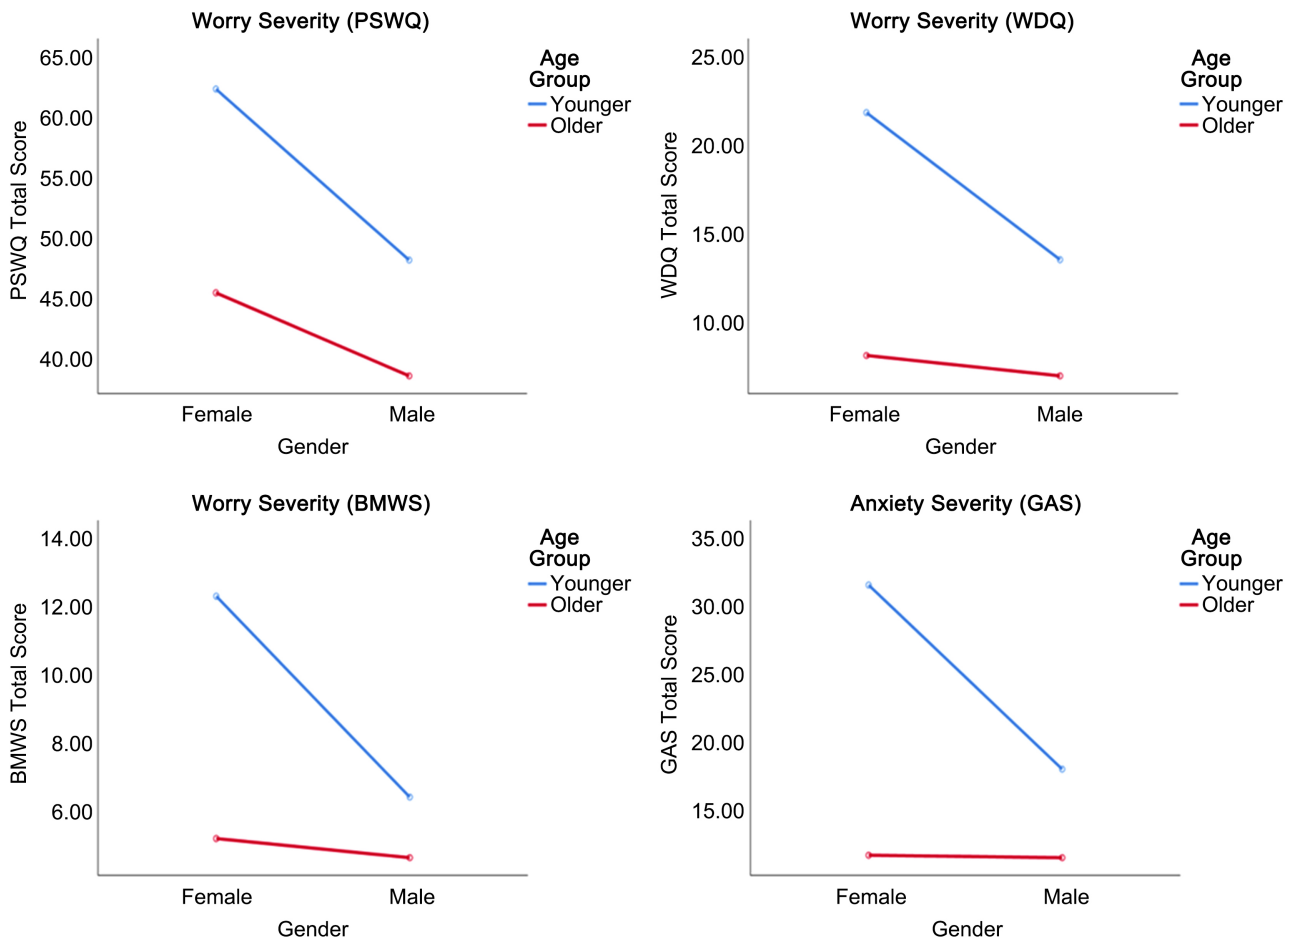 Worry Severity (PSWQ)
65.00
60.00
55.00
50.00
45.00
40.00
PSWQ Total Score
Female
Male
Gender
Age
Group
Younger
Older
Worry Severity (WDQ)
25.00
20.00
15.00
10.00
WDQ Total Score
Female
Male
Gender
Age
Group
Younger
Older
Worry Severity (BMWS)
14.00
12.00
10.00
8.00
6.00
BMWS Total Score
Female
Male
Gender
Age
Group
Younger
Older
Anxiety Severity (GAS)
35.00
30.00
25.00
20.00
15.00
GAS Total Score
Female
Male
Gender
Age
Group
Younger
Older